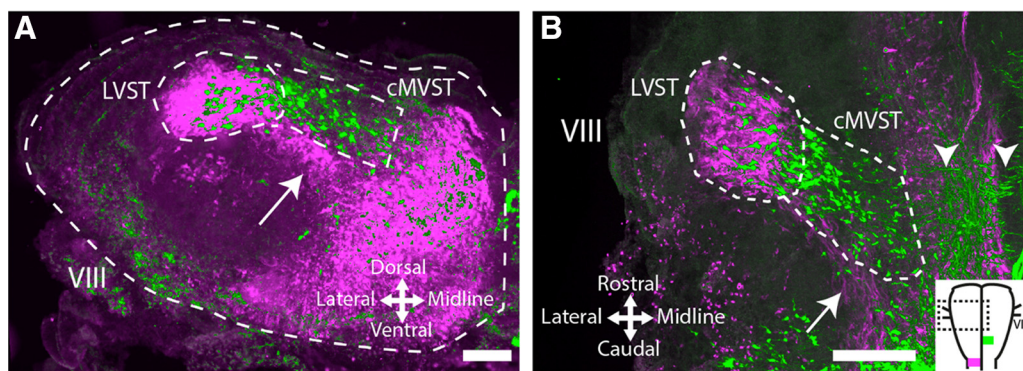 A
LVST
cMVST
VIII
Dorsal
Lateral Midline
Ventral
B
LVST
cMVST
VIII
Rostral
Lateral Midline
Caudal